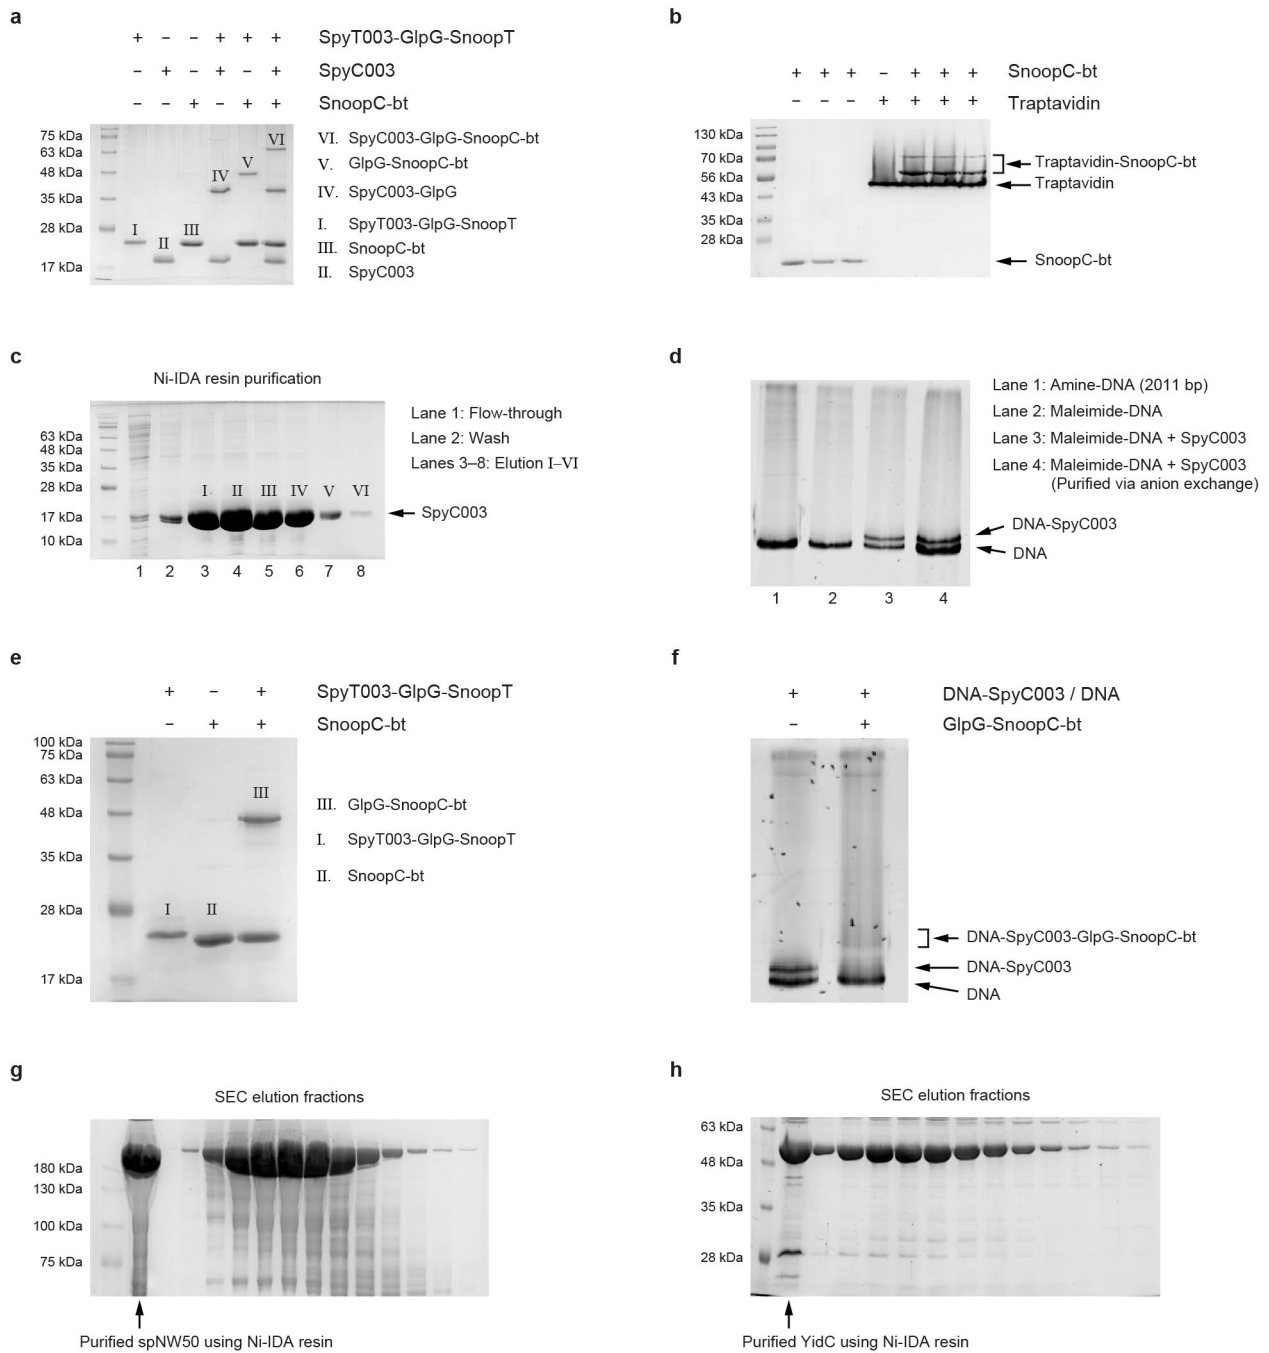 a
+ – – + + + SpyT003-GlpG-SnoopT
– + – + – + SpyC003
– – + – + + SnoopC-bt
75 kDa
63 kDa
48 kDa
35 kDa
28 kDa
17 kDa
I
II
III
IV
V
VI
VI. SpyC003-GlpG-SnoopC-bt
V. GlpG-SnoopC-bt
IV. SpyC003-GlpG
I. SpyT003-GlpG-SnoopT
III. SnoopC-bt
II. SpyC003
b
+ + + – + + + SnoopC-bt
– – – + + + + Traptavidin
130 kDa
70 kDa
56 kDa
43 kDa
35 kDa
28 kDa
Traptavidin-SnoopC-bt
Traptavidin
SnoopC-bt
c
Ni-IDA resin purification
63 kDa
48 kDa
35 kDa
28 kDa
17 kDa
10 kDa
I II III IV V VI
SpyC003
1 2 3 4 5 6 7 8
Lane 1: Flow-through
Lane 2: Wash
Lanes 3–8: Elution I–VI
d
Lane 1: Amine-DNA (2011 bp)
Lane 2: Maleimide-DNA
Lane 3: Maleimide-DNA + SpyC003
Lane 4: Maleimide-DNA + SpyC003
(Purified via anion exchange)
DNA-SpyC003
DNA
1 2 3 4
e
+ – + SpyT003-GlpG-SnoopT
– + + SnoopC-bt
100 kDa
75 kDa
63 kDa
48 kDa
35 kDa
28 kDa
17 kDa
I
II
III
III. GlpG-SnoopC-bt
I. SpyT003-GlpG-SnoopT
II. SnoopC-bt
f
+ + DNA-SpyC003 / DNA
– + GlpG-SnoopC-bt
DNA-SpyC003-GlpG-SnoopC-bt
DNA-SpyC003
DNA
g
SEC elution fractions
180 kDa
130 kDa
100 kDa
75 kDa
Purified spNW50 using Ni-IDA resin
h
SEC elution fractions
63 kDa
48 kDa
35 kDa
28 kDa
Purified YidC using Ni-IDA resin